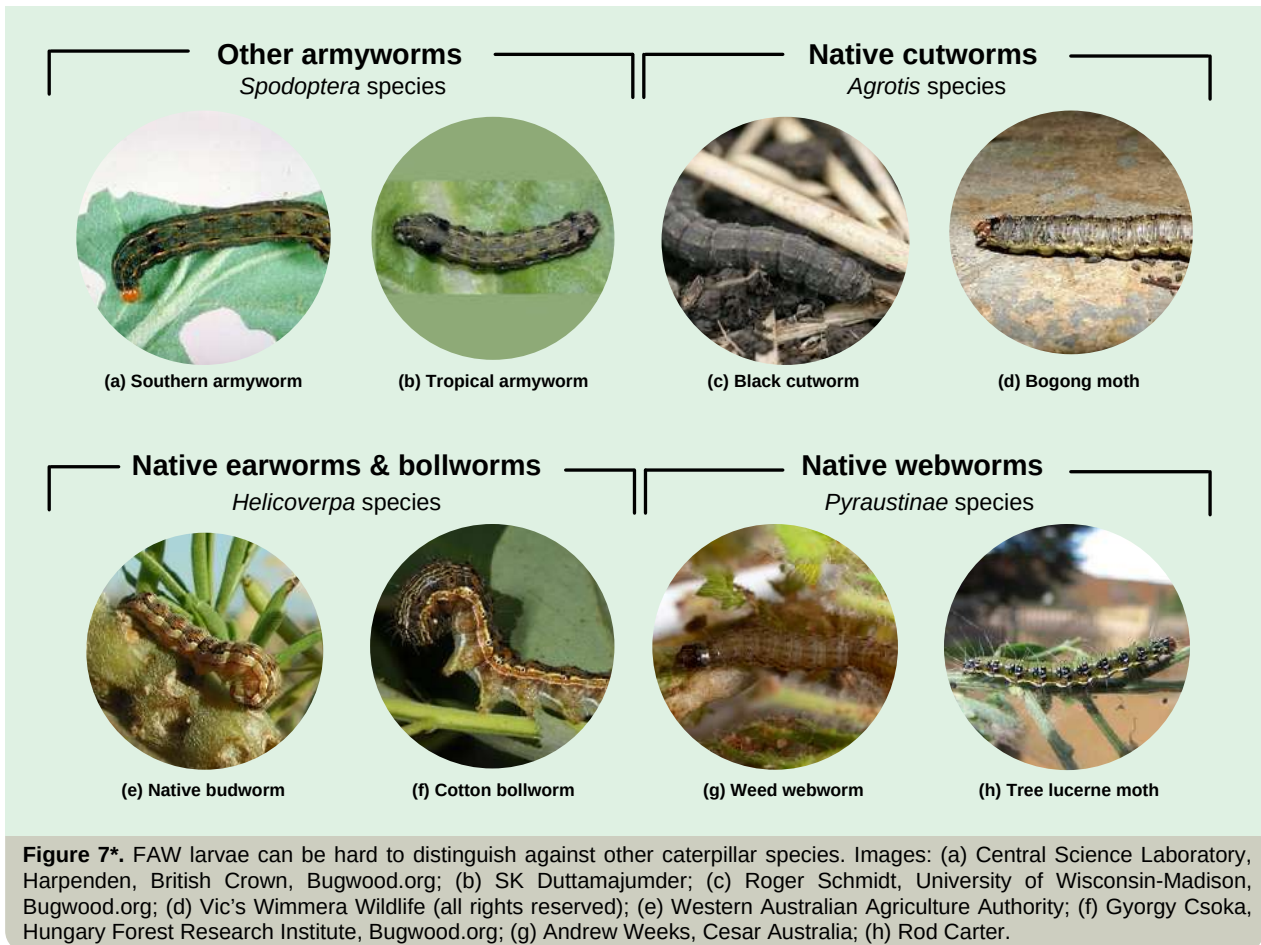 Other armyworms
Spodoptera species
Native cutworms
Agrotis species
(a) Southern armyworm
(b) Tropical armyworm
(c) Black cutworm
(d) Bogong moth
Native earworms & bollworms
Helicoverpa species
Native webworms
Pyraustinae species
(e) Native budworm
(f) Cotton bollworm
(g) Weed webworm
(h) Tree lucerne moth
Figure 7*. FAW larvae can be hard to distinguish against other caterpillar species. Images: (a) Central Science Laboratory,
Harpenden, British Crown, Bugwood.org; (b) SK Duttamajumder; (c) Roger Schmidt, University of Wisconsin-Madison,
Bugwood.org; (d) Vic's Wimmera Wildlife (all rights reserved); (e) Western Australian Agriculture Authority; (f) Gyorgy Csoka,
Hungary Forest Research Institute, Bugwood.org; (g) Andrew Weeks, Cesar Australia; (h) Rod Carter.